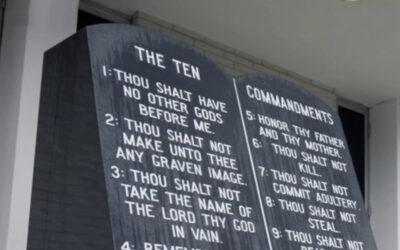 THE TEN
1: THOU SHALT HAVE
NO OTHER GODS
BEFORE ME.
2: THOU SHALT NOT
MAKE UNTO THEE
ANY GRAVEN IMAGE.
3: THOU SHALT NOT
TAKE THE NAME OF
THE LORD THY GOD
IN VAIN.
4: REMEMBER
COMMANDMENTS
5: HONOR THY FATHER
AND THY MOTHER.
6: THOU SHALT NOT
KILL.
7: THOU SHALT NOT
COMMIT ADULTERY.
8: THOU SHALT NOT
STEAL.
9: THOU SHALT NOT